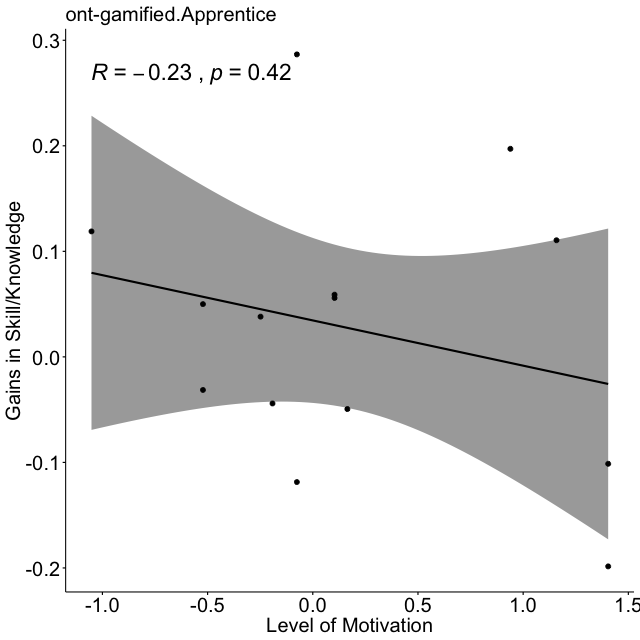 ont-gamified.Apprentice
R = −0.23 , p = 0.42
0.3
0.2
0.1
0.0
-0.1
-0.2
Gains in Skill/Knowledge
-1.0 -0.5 0.0 0.5 1.0 1.5
Level of Motivation